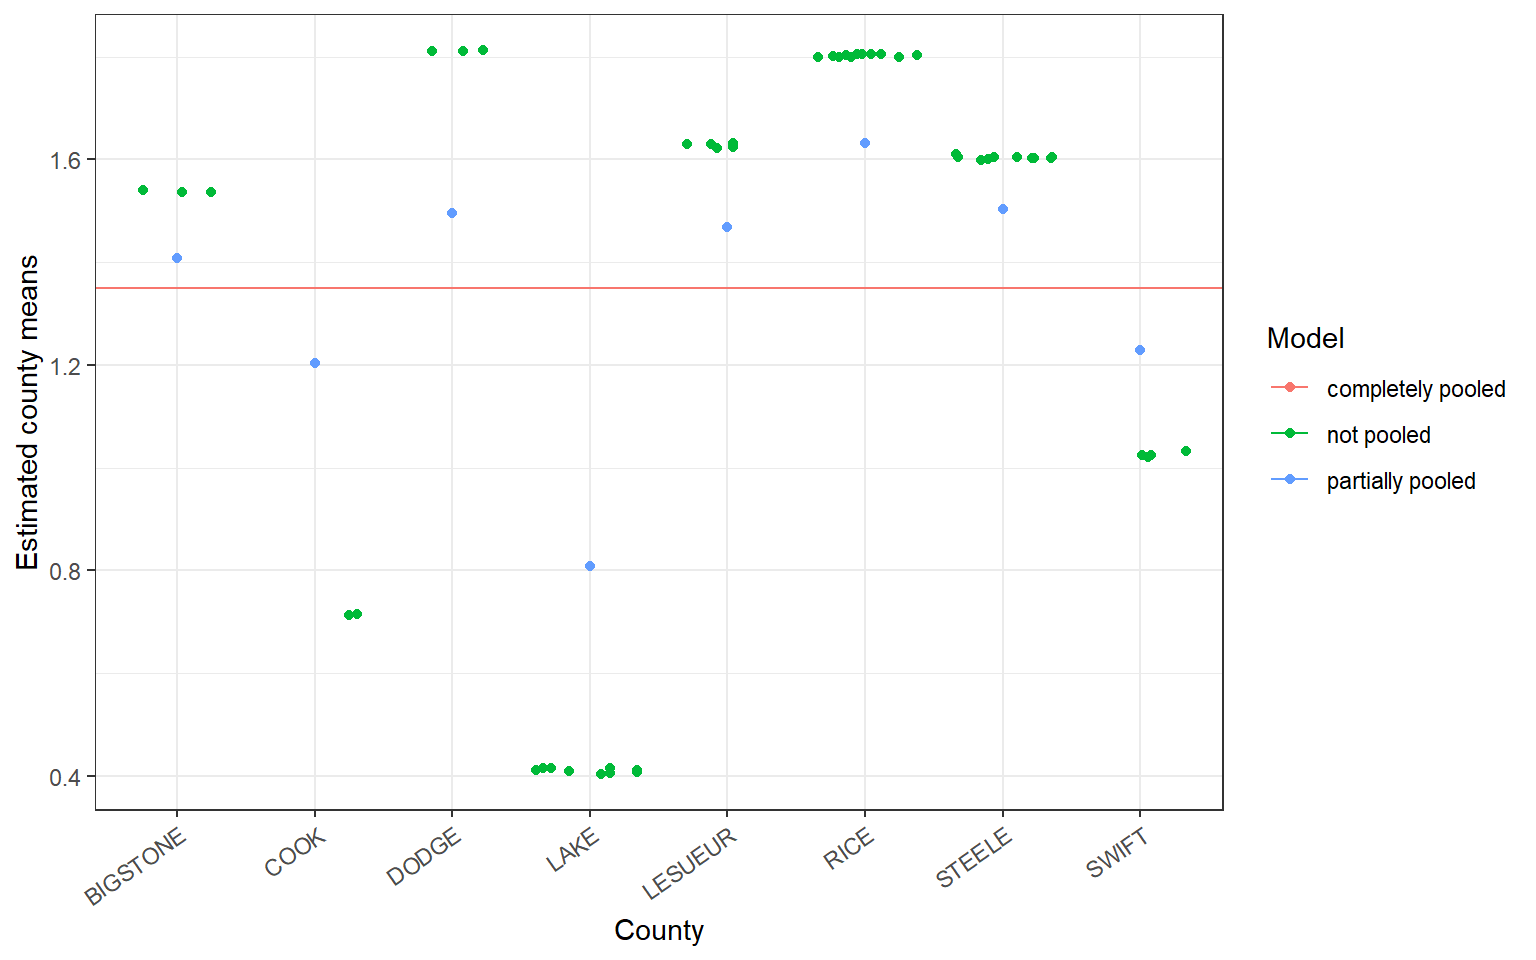 Estimated county means
1.6
1.2
0.8
0.4
BIGSTONE
COOK
DODGE
LAKE
LESUEUR
RICE
STEELE
SWIFT
County
Model
completely pooled
not pooled
partially pooled